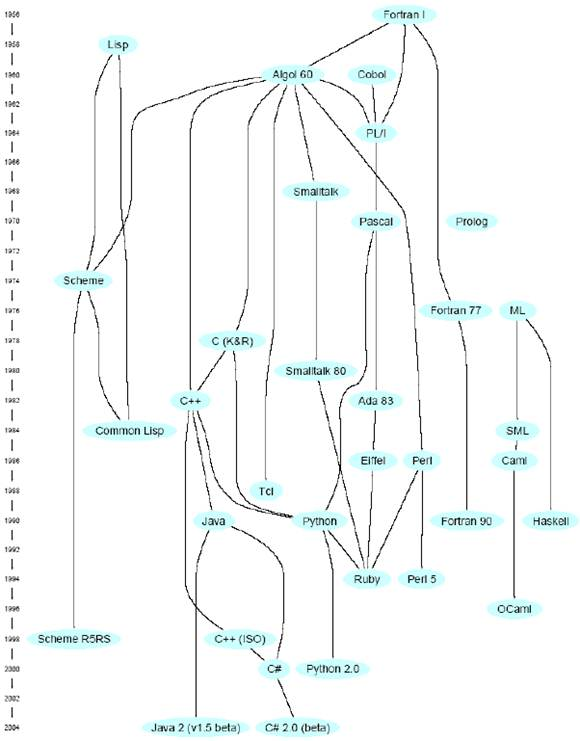 1956
Fortran I
1958
Lisp
1960
Algol 60
Cobol
1962
1964
PL/I
1966
1968
Smalltalk
1970
Pascal
Prolog
1972
1974
Scheme
1976
Fortran 77
ML
1978
C (K&R)
1980
Smalltalk 80
1982
C++
Ada 83
1984
Common Lisp
SML
1986
Eiffel
Perl
Caml
1988
Tcl
1990
Java
Python
Fortran 90
Haskell
1992
1994
Ruby
Perl 5
1996
OCaml
1998
Scheme R5RS
C++ (ISO)
2000
C#
Python 2.0
2002
2004
Java 2 (v1.5 beta)
C# 2.0 (beta)